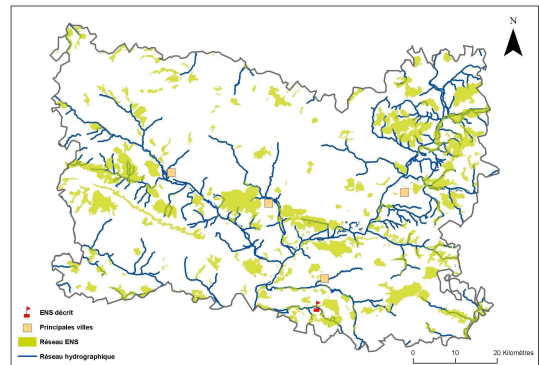 N
ENS décrit
Principales villes
Réseau ENS
Réseau hydrographique
20 Kilomètres
0 10